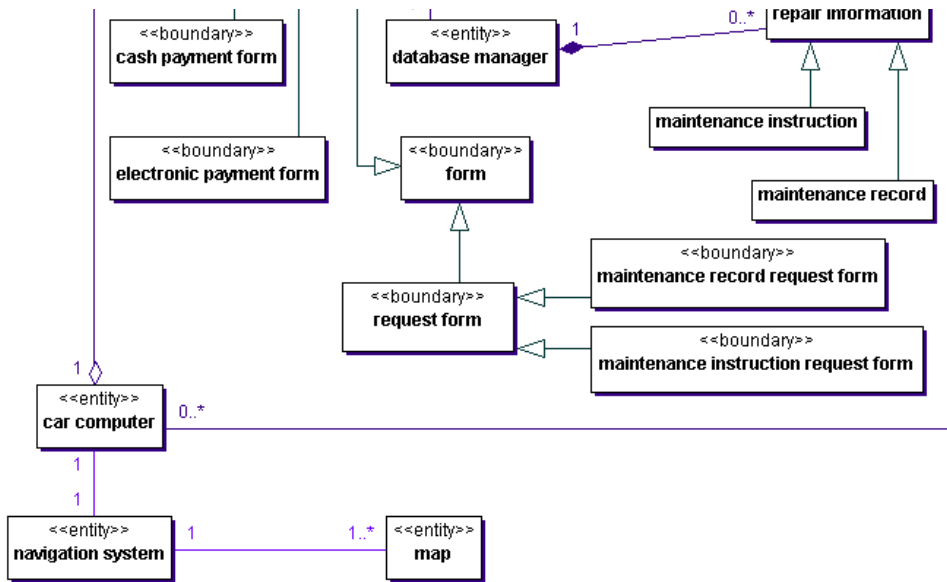 <<boundary>>
cash payment form
<<entity>>
database manager
1
0..*
repair information
maintenance instruction
<<boundary>>
electronic payment form
<<boundary>>
form
maintenance record
<<boundary>>
maintenance record request form
<<boundary>>
request form
<<boundary>>
maintenance instruction request form
1
<<entity>>
car computer
0..*
1
1
<<entity>>
navigation system
1
1..*
<<entity>>
map